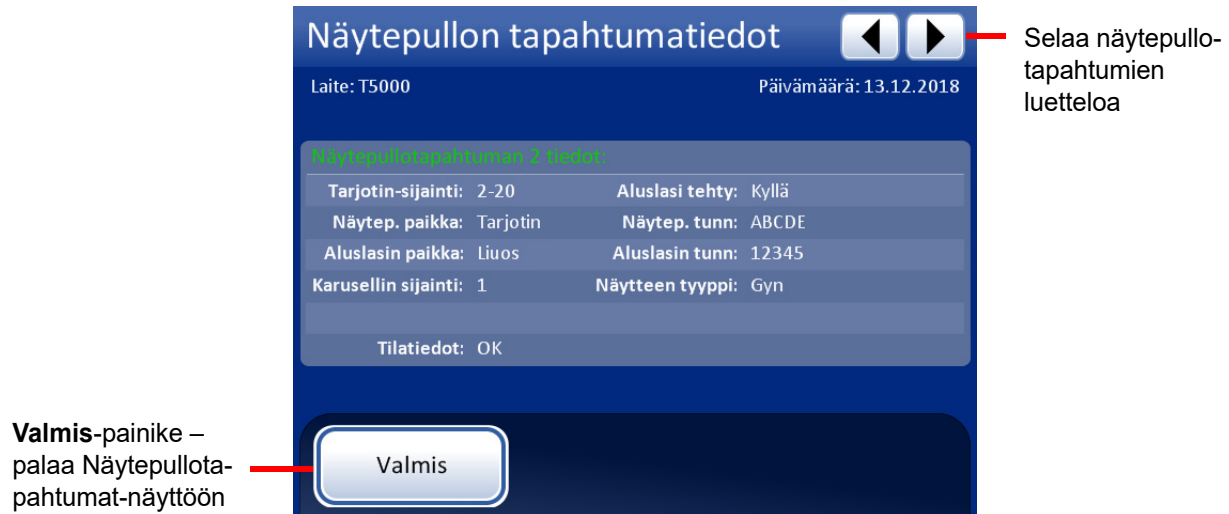 Näytepullon tapahtumatiedot
Selaa näytepullo-
tapahtumien
luetteloa
Laite: T5000 Päivämäärä: 13.12.2018
Näytepullotapahtuman 2 tiedot:
Tarjotin-sijainti: 2-20 Aluslasi tehty: Kyllä
Näytep. paikka: Tarjotin Näytep. tunn: ABCDE
Aluslasin paikka: Liuos Aluslasin tunn: 12345
Karusellin sijainti: 1 Näytteen tyyppi: Gyn
Tilatiedot: OK
Valmis-painike –
palaa Näytepullota-
pahtumat-näyttöön
Valmis